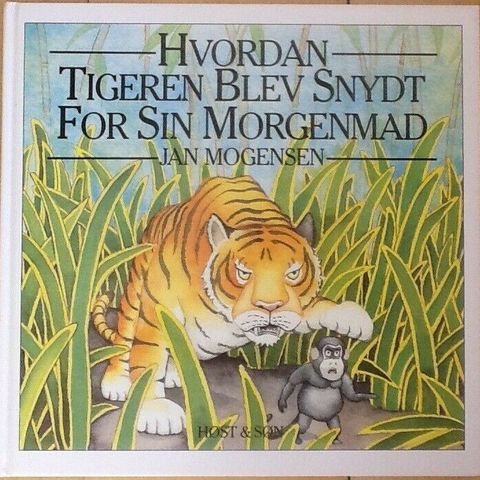 HVORDAN
TIGEREN BLEV SNYDT
FOR SIN MORGENMAD
JAN MOGENSEN
HØST & SØN